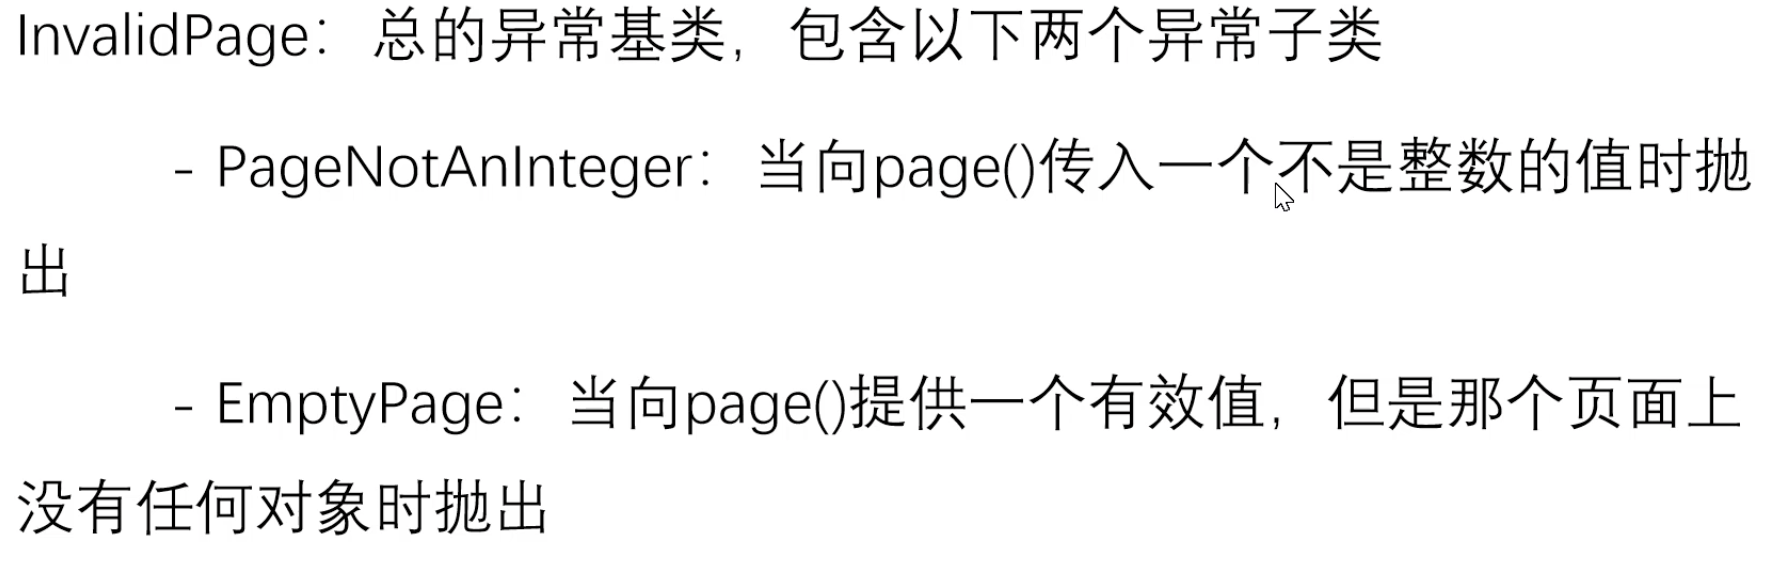 InvalidPage：总的异常基类，包含以下两个异常子类
- PageNotAnInteger：当向page()传入一个不是整数的值时抛
出
- EmptyPage：当向page()提供一个有效值，但是那个页面上
没有任何对象时抛出